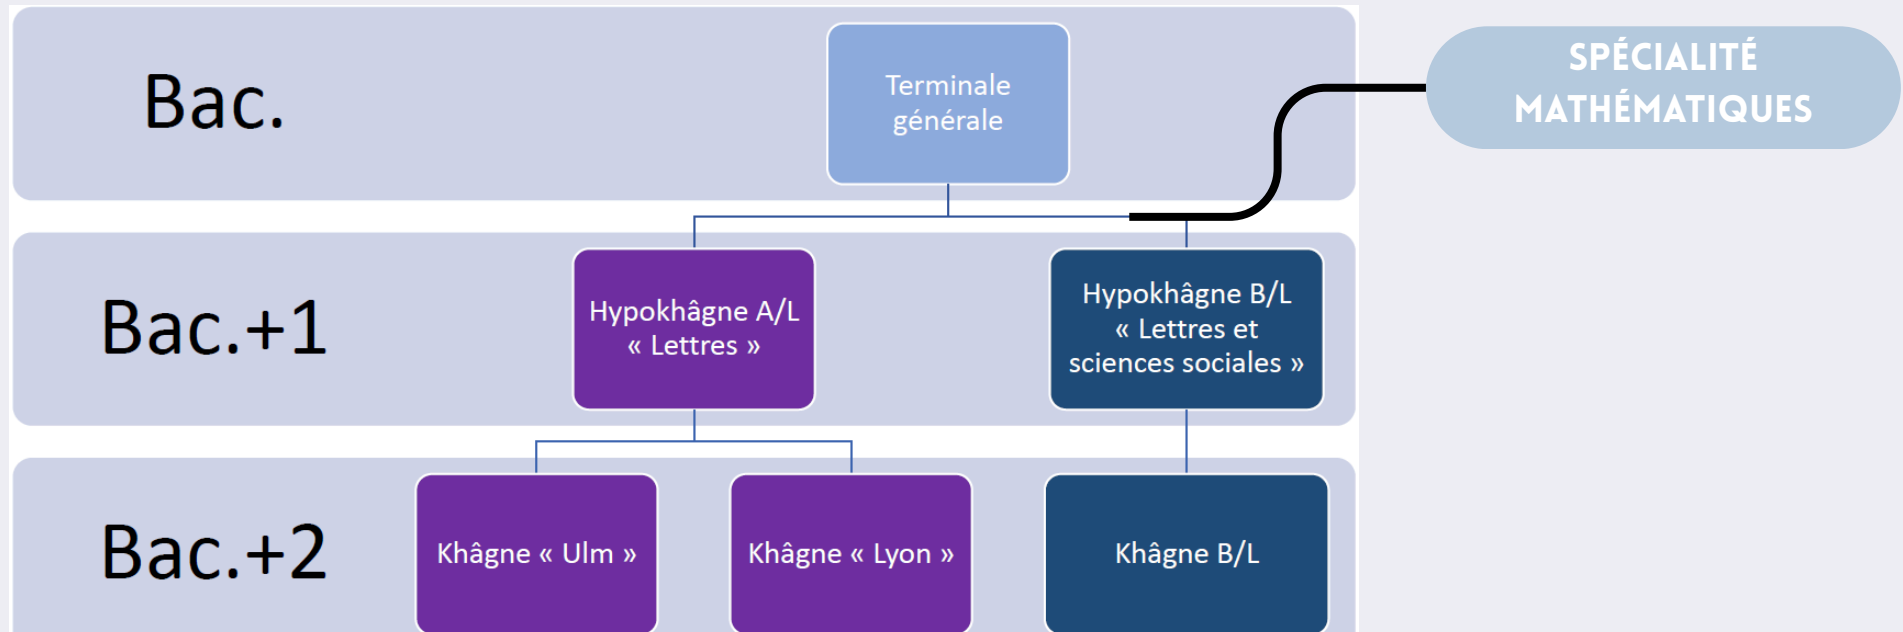 Bac.
Terminale
générale
SPÉCIALITÉ
MATHÉMATIQUES
Bac.+1
Hypokhâgne A/L
« Lettres »
Hypokhâgne B/L
« Lettres et
sciences sociales »
Bac.+2
Khâgne « Ulm »
Khâgne « Lyon »
Khâgne B/L